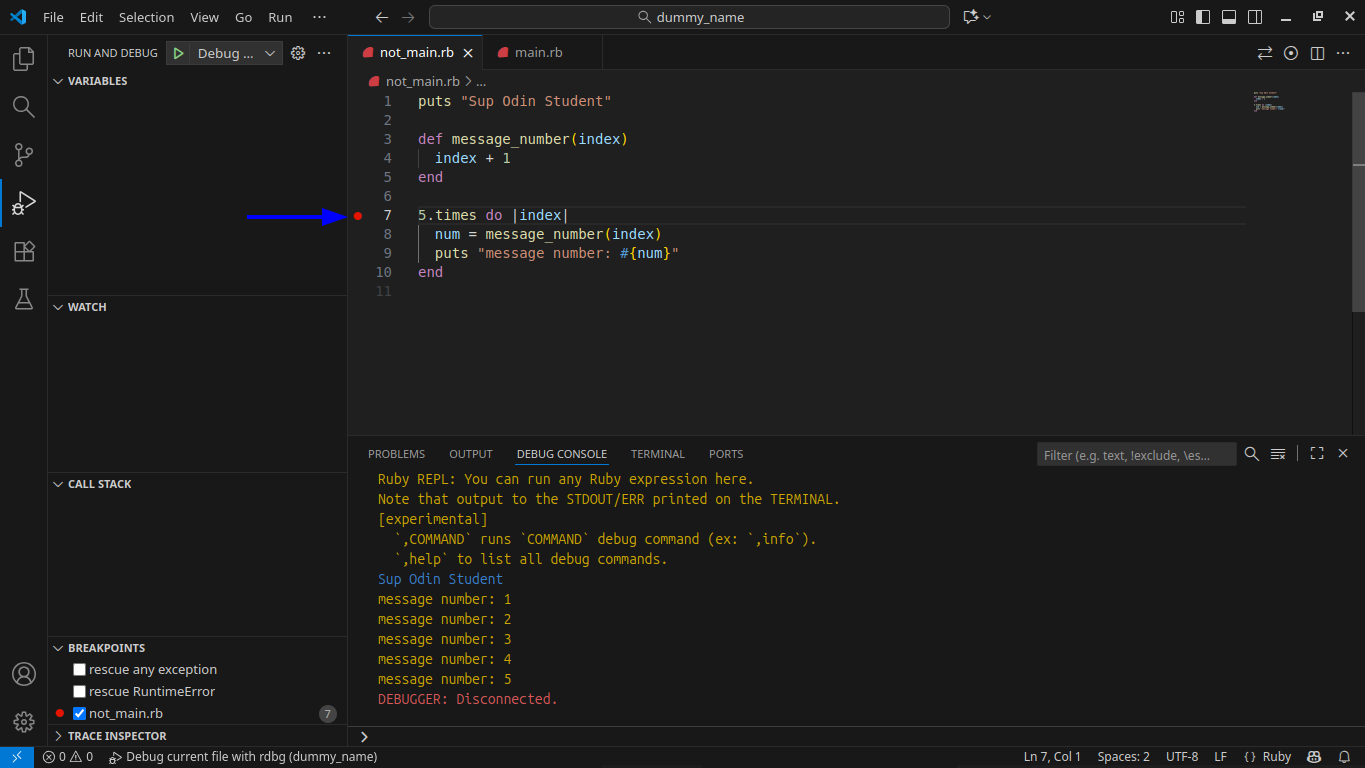 File Edit Selection View Go Run ··· dummy_name
RUN AND DEBUG Debug ... ···
VARIABLES
WATCH
CALL STACK
BREAKPOINTS
rescue any exception
rescue RuntimeError
not_main.rb 7
TRACE INSPECTOR
not_main.rb main.rb
not_main.rb > ...
1 puts "Sup Odin Student"
2
3 def message_number(index)
4 index + 1
5 end
6
7 5.times do |index|
8 num = message_number(index)
9 puts "message number: #{num}"
10 end
11
PROBLEMS OUTPUT DEBUG CONSOLE TERMINAL PORTS Filter (e.g. text, !exclude, \es...
Ruby REPL: You can run any Ruby expression here.
Note that output to the STDOUT/ERR printed on the TERMINAL.
[experimental]
`,COMMAND` runs `COMMAND` debug command (ex: `,info`).
`,help` to list all debug commands.
Sup Odin Student
message number: 1
message number: 2
message number: 3
message number: 4
message number: 5
DEBUGGER: Disconnected.
>
0 0 Debug current file with rdbg (dummy_name) Ln 7, Col 1 Spaces: 2 UTF-8 LF {} Ruby